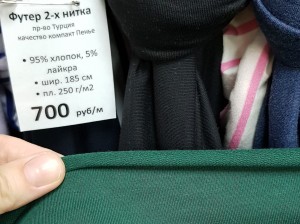 Футер 2-х нитка
пр-во Турция
качество компакт Пенье
• 95% хлопок, 5%
лайкра
• шир. 185 см
• пл. 250 г/м2
700 руб/м